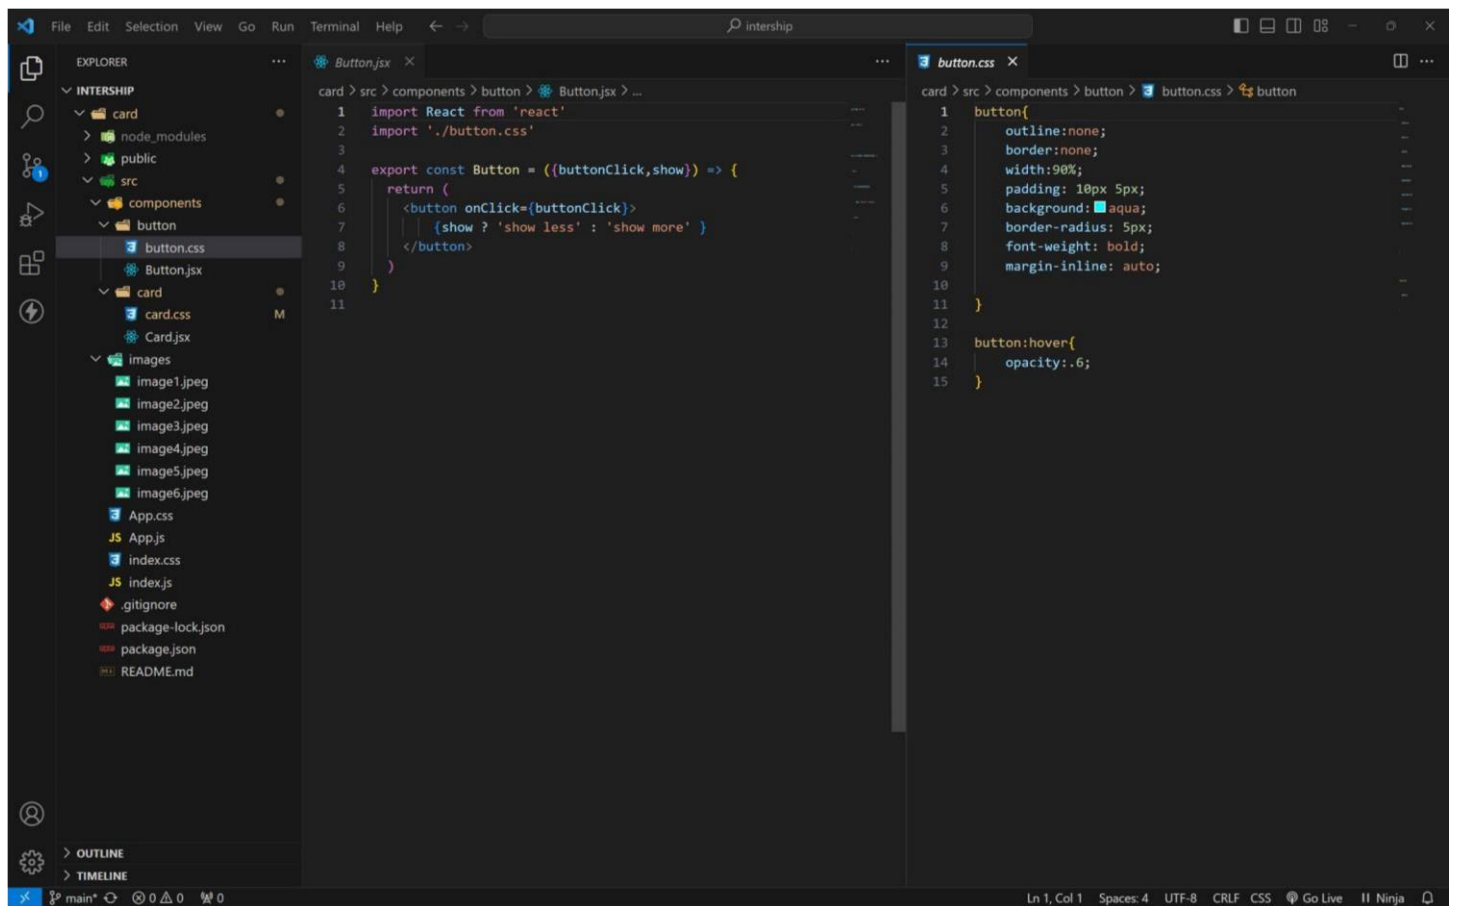 File Edit Selection View Go Run Terminal Help intership
EXPLORER
INTERSHIP
card
node_modules
public
src
components
button
button.css
Button.jsx
card
card.css M
Card.jsx
images
image1.jpeg
image2.jpeg
image3.jpeg
image4.jpeg
image5.jpeg
image6.jpeg
App.css
JS App.js
index.css
JS index.js
.gitignore
package-lock.json
package.json
README.md
OUTLINE
TIMELINE
Button.jsx
card > src > components > button > Button.jsx > ...
1 import React from 'react'
2 import './button.css'
3
4 export const Button = ({buttonClick,show}) => {
5 return (
6 <button onClick={buttonClick}>
7 {show ? 'show less' : 'show more' }
8 </button>
9 )
10 }
11
button.css
card > src > components > button > button.css > button
1 button{
2 outline:none;
3 border:none;
4 width:90%;
5 padding: 10px 5px;
6 background: aqua;
7 border-radius: 5px;
8 font-weight: bold;
9 margin-inline: auto;
10
11 }
12
13 button:hover{
14 opacity:.6;
15 }
main* 0 0 0 Ln 1, Col 1 Spaces: 4 UTF-8 CRLF CSS Go Live Ninja